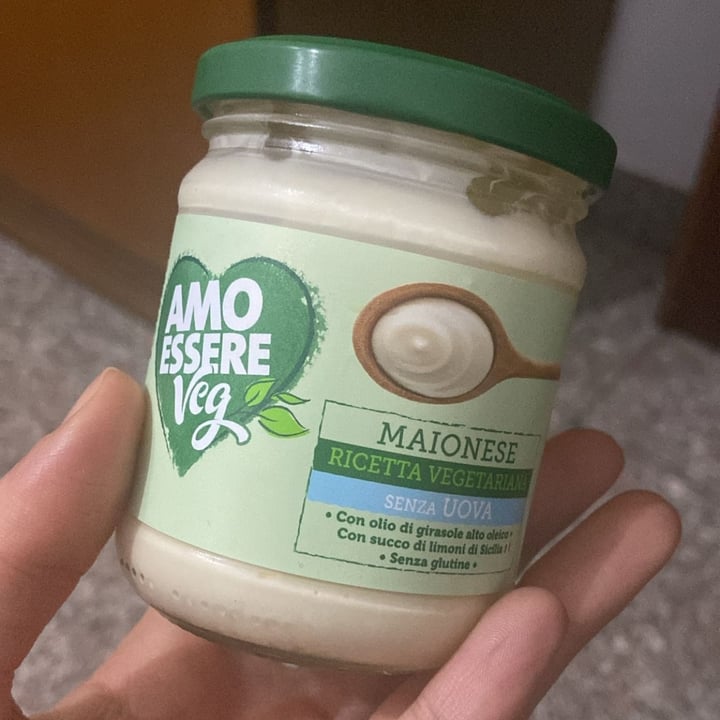 AMO
ESSERE
Veg
MAIONESE
RICETTA VEGETARIANA
SENZA UOVA
• Con olio di girasole alto oleico •
Con succo di limoni di Sicilia
• Senza glutine •